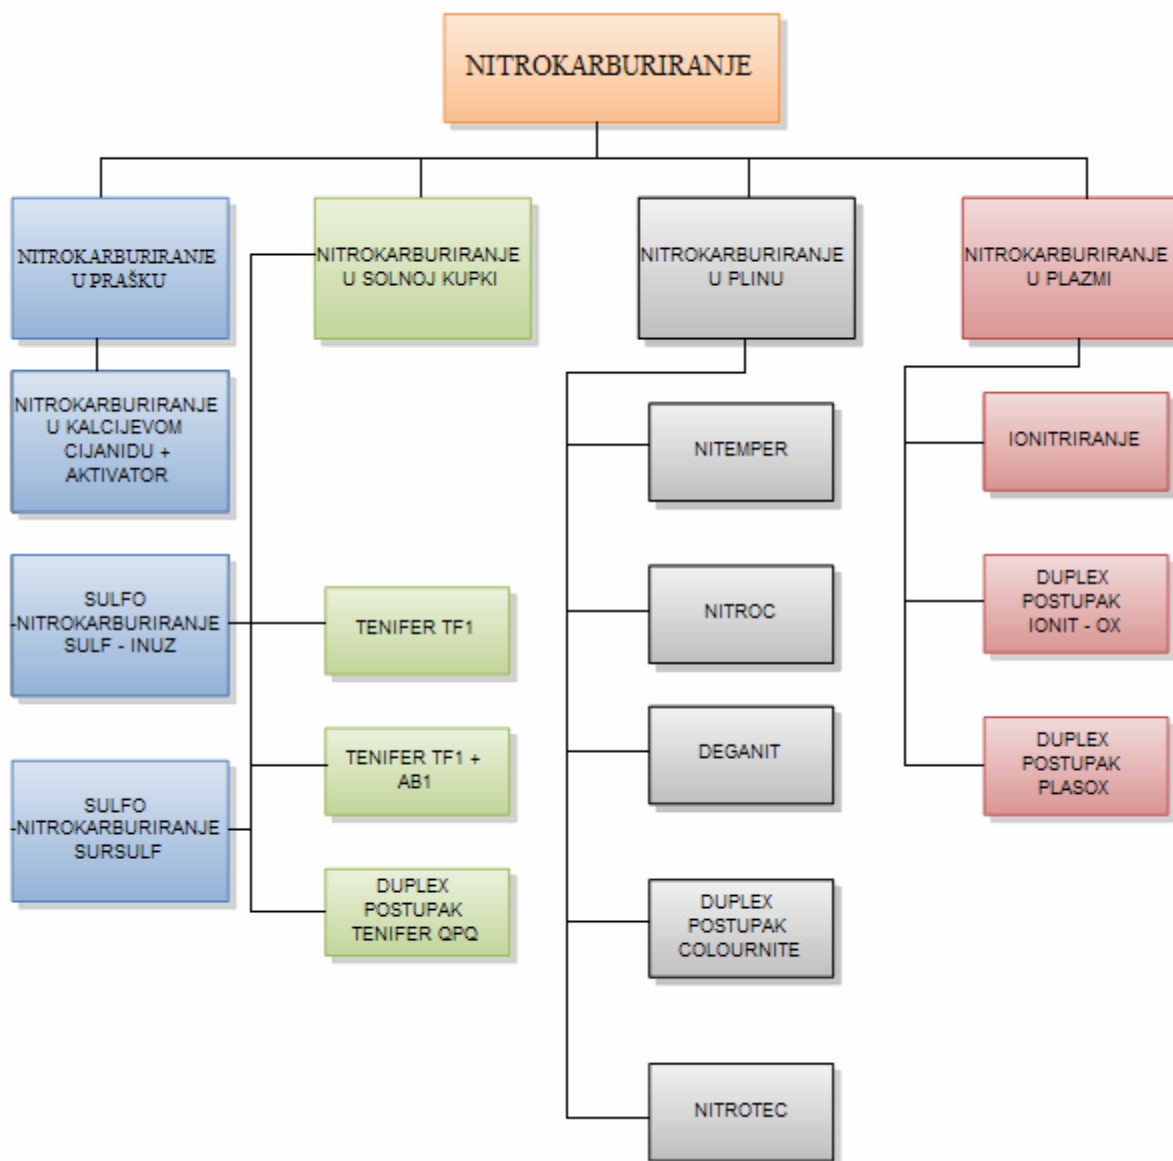 NITROKARBURIRANJE
NITROKARBURIRANJE
U PRAŠKU
NITROKARBURIRANJE
U SOLNOJ KUPKI
NITROKARBURIRANJE
U PLINU
NITROKARBURIRANJE
U PLAZMI
NITROKARBURIRANJE
U KALCIJEVOM
CIJANIDU +
AKTIVATOR
SULFO
-NITROKARBURIRANJE
SULF - INUZ
SULFO
-NITROKARBURIRANJE
SURSULF
TENIFER TF1
TENIFER TF1 +
AB1
DUPLEX
POSTUPAK
TENIFER QPQ
NITEMPER
NITROC
DEGANIT
DUPLEX
POSTUPAK
COLOURNITE
NITROTEC
IONITRIRANJE
DUPLEX
POSTUPAK
IONIT - OX
DUPLEX
POSTUPAK
PLASOX